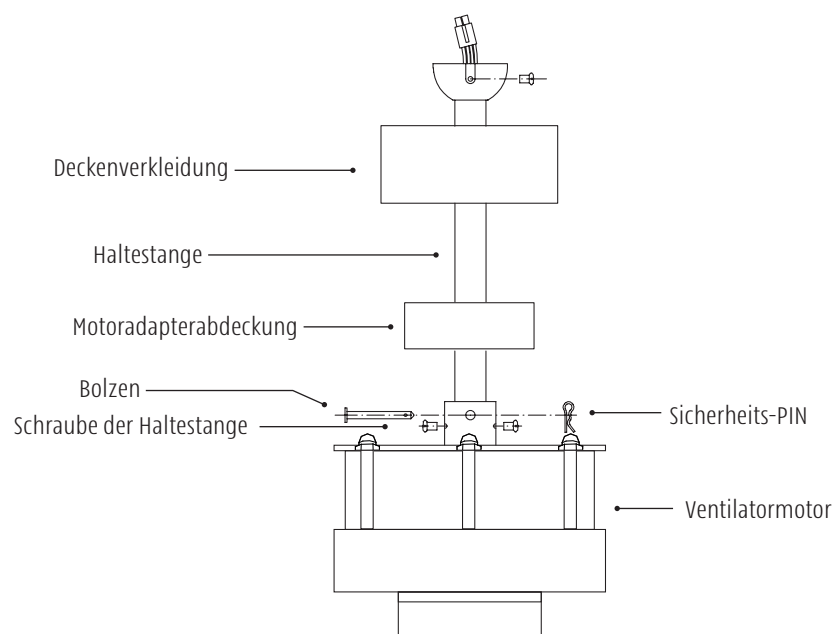 Deckenverkleidung
Haltestange
Motoradapterabdeckung
Bolzen
Schraube der Haltestange
Sicherheits-PIN
Ventilatormotor